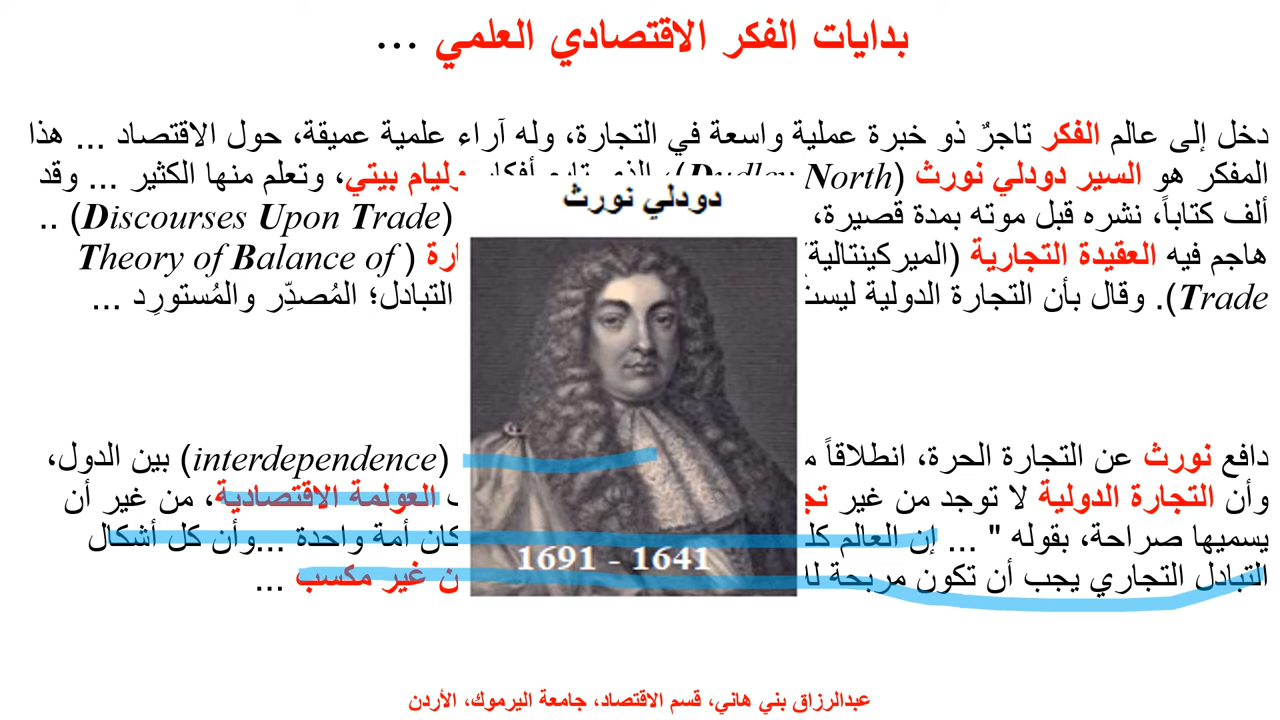 بدايات الفكر الاقتصادي العلمي ...
دخل إلى عالم الفكر تاجرٌ ذو خبرة عملية واسعة في التجارة، وله آراء علمية عميقة، حول الاقتصاد ... هذا
المفكر هو السير دودلي نورث (Dudley North)، الذي تابع أفكار وليام بيتي، وتعلم منها الكثير ... وقد
دودلي نورث
ألف كتاباً، نشره قبل موته بمدة قصيرة، (Discourses Upon Trade) ..
هاجم فيه العقيدة التجارية (الميركينتالية) (Theory of Balance of
Trade). وقال بأن التجارة الدولية التبادل؛ المُصدِّر والمُستورِد ...
دافع نورث عن التجارة الحرة، انطلاقاً (interdependence) بين الدول،
وأن التجارة الدولية لا توجد من غير العولمة الاقتصادية، من غير أن
يسميها صراحة، بقوله " ... إن العالم كان أمة واحدة ...وأن كل أشكال
التبادل التجاري يجب أن تكون مربحة غير مكسب ...
1641 - 1691
عبدالرزاق بني هاني، قسم الاقتصاد، جامعة اليرموك، الأردن